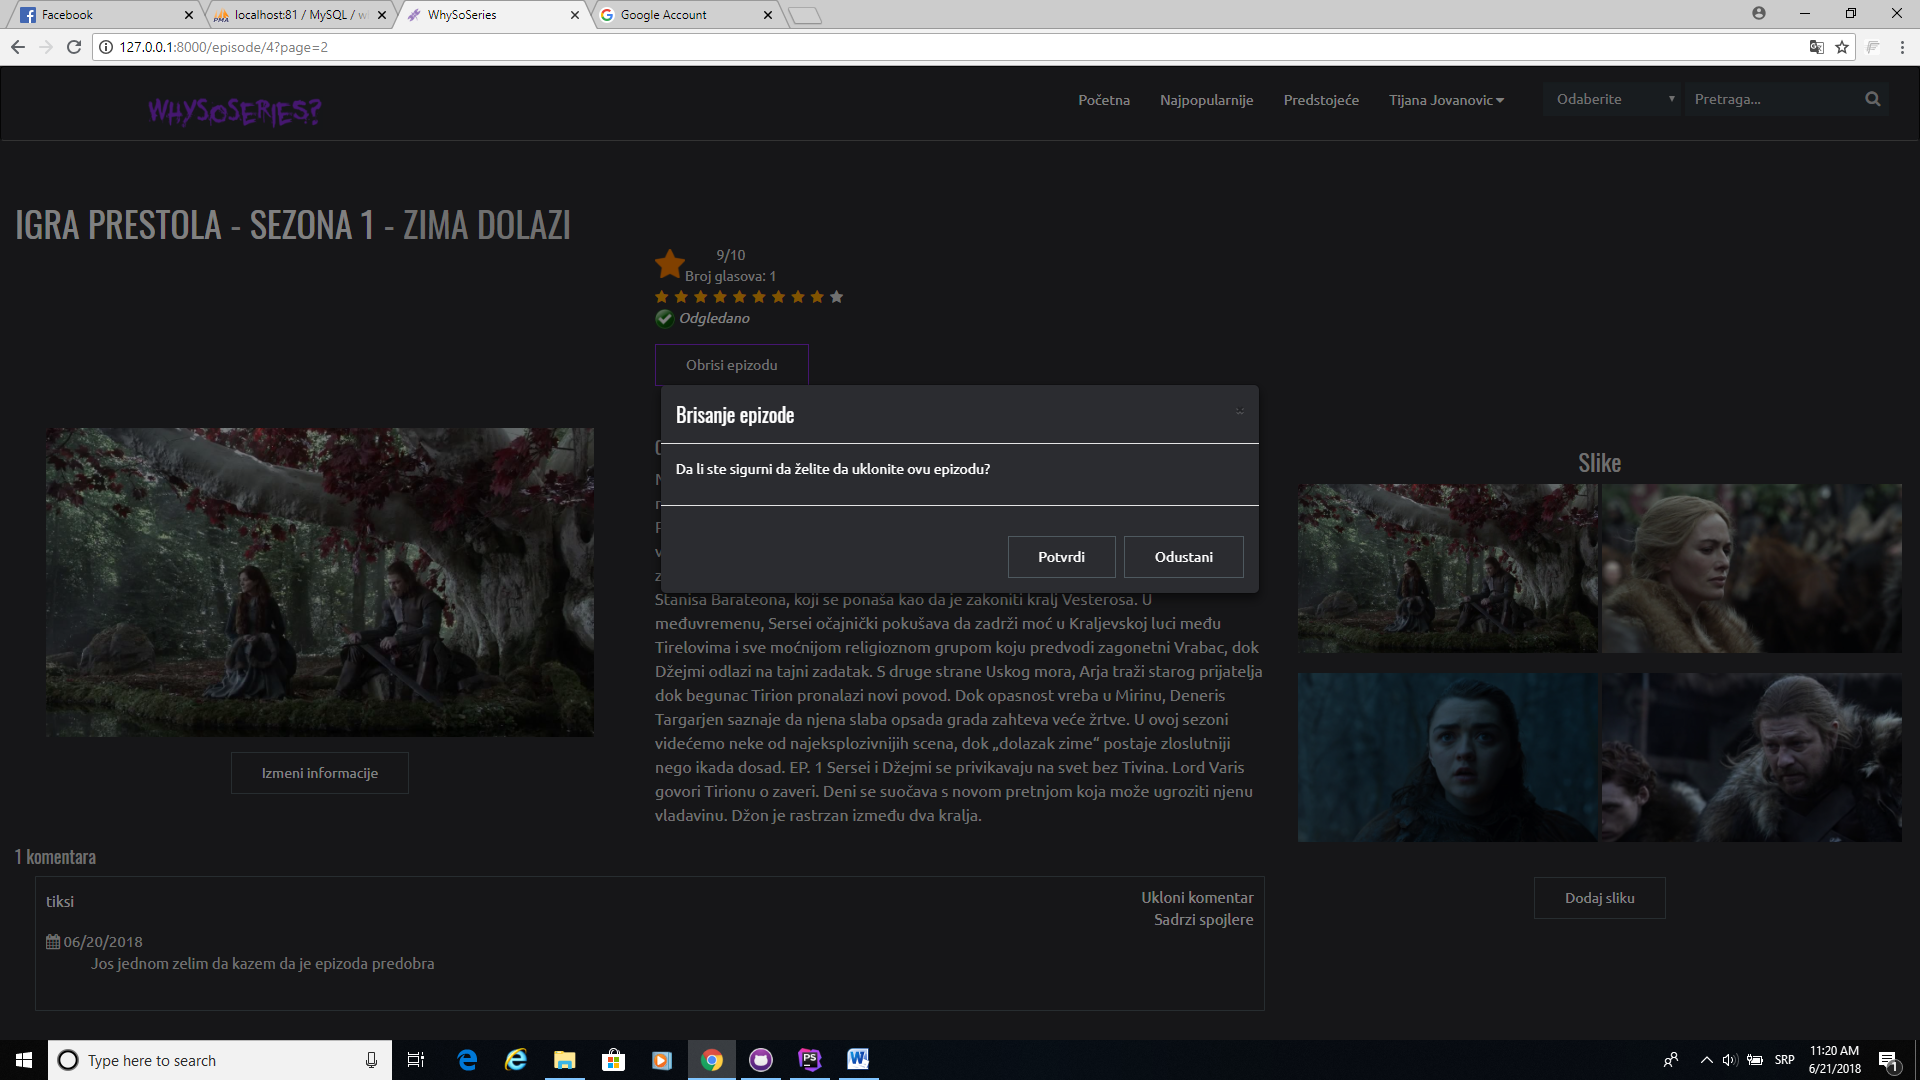 Facebook
localhost:81 / MySQL / w
WhySoSeries
Google Account
127.0.0.1:8000/episode/4?page=2
WHYSOSERIES?
Početna
Najpopularnije
Predstojeće
Tijana Jovanovic
Odaberite
Pretraga...
IGRA PRESTOLA - SEZONA 1 - ZIMA DOLAZI
9/10
Broj glasova: 1
Odgledano
Obrisi epizodu
Brisanje epizode
Da li ste sigurni da želite da uklonite ovu epizodu?
Potvrdi
Odustani
Stanisa Barateona, koji se ponaša kao da je zakoniti kralj Vesterosa. U
međuvremenu, Sersei očajnički pokušava da zadrži moć u Kraljevskoj luci među
Tirelovima i sve moćnijom religioznom grupom koju predvodi zagonetni Vrabac, dok
Džejmi odlazi na tajni zadatak. S druge strane Uskog mora, Arja traži starog prijatelja
dok begunac Tirion pronalazi novi povod. Dok opasnost vreba u Mirinu, Deneris
Targarjen saznaje da njena slaba opsada grada zahteva veće žrtve. U ovoj sezoni
videćemo neke od najeksplozivnijih scena, dok „dolazak zime“ postaje zloslutniji
nego ikada dosad. EP. 1 Sersei i Džejmi se privikavaju na svet bez Tivina. Lord Varis
govori Tirionu o zaveri. Deni se suočava s novom pretnjom koja može ugroziti njenu
vladavinu. Džon je rastrzan između dva kralja.
Izmeni informacije
Slike
Dodaj sliku
1 komentara
tiksi
Ukloni komentar
Sadrzi spojlere
06/20/2018
Jos jednom zelim da kazem da je epizoda predobra
Type here to search
SRP
11:20 AM
6/21/2018
1